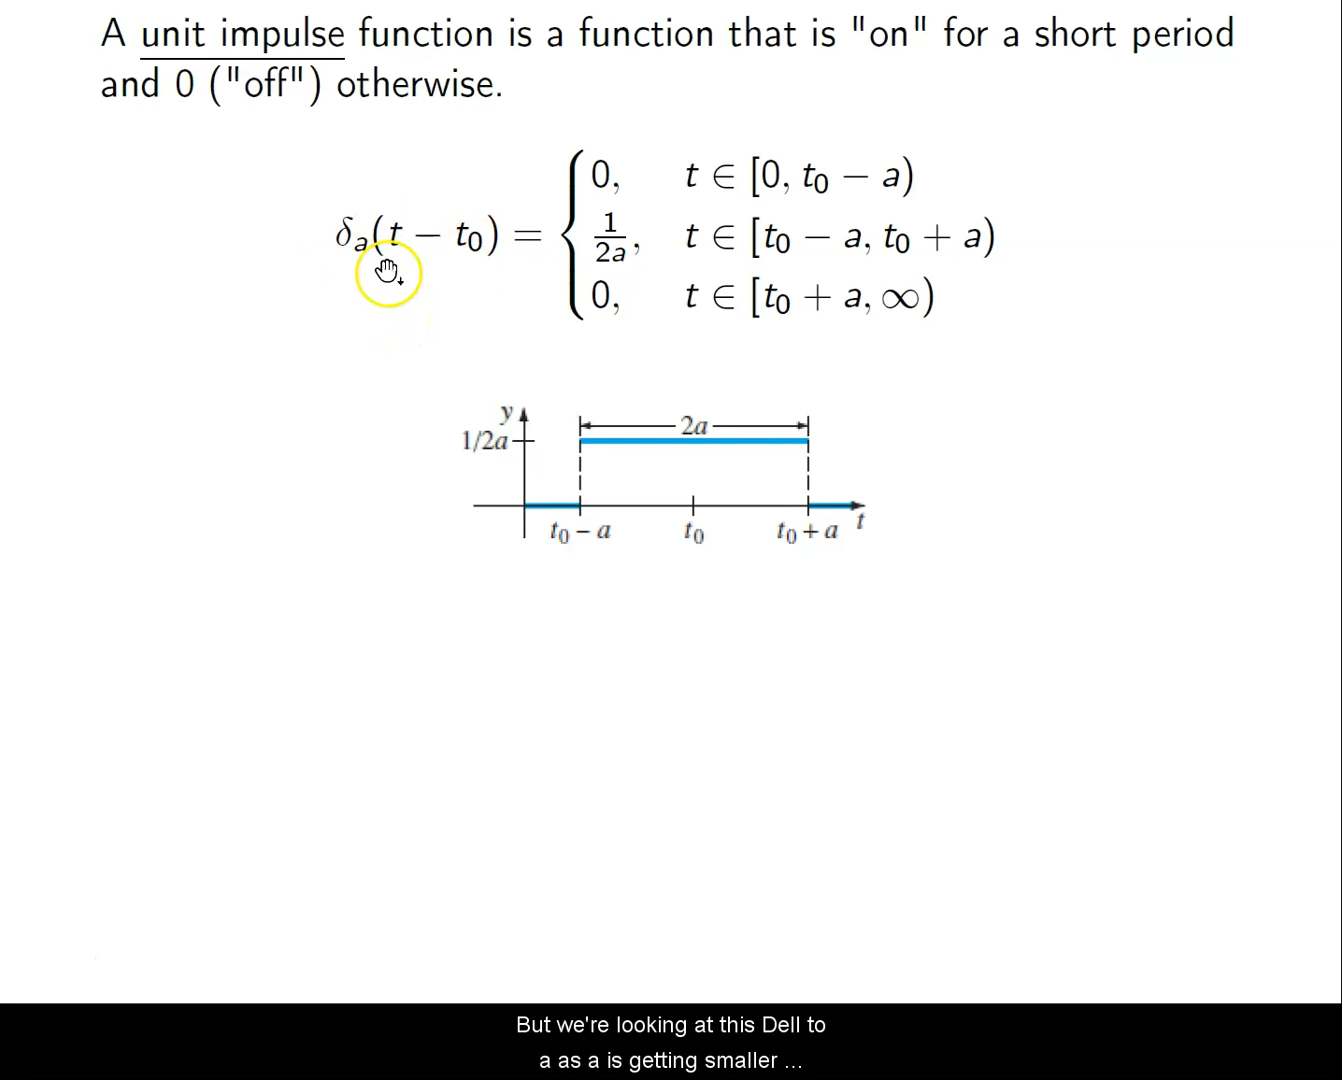 A unit impulse function is a function that is "on" for a short period
and 0 ("off") otherwise.
0, t ∈ [0, t₀ − a)
δₐ(t − t₀) = { 1/2a, t ∈ [t₀ − a, t₀ + a)
0, t ∈ [t₀ + a, ∞)
y
2a
1/2a
t₀ − a t₀ t₀ + a t
But we're looking at this Dell to
a as a is getting smaller ...